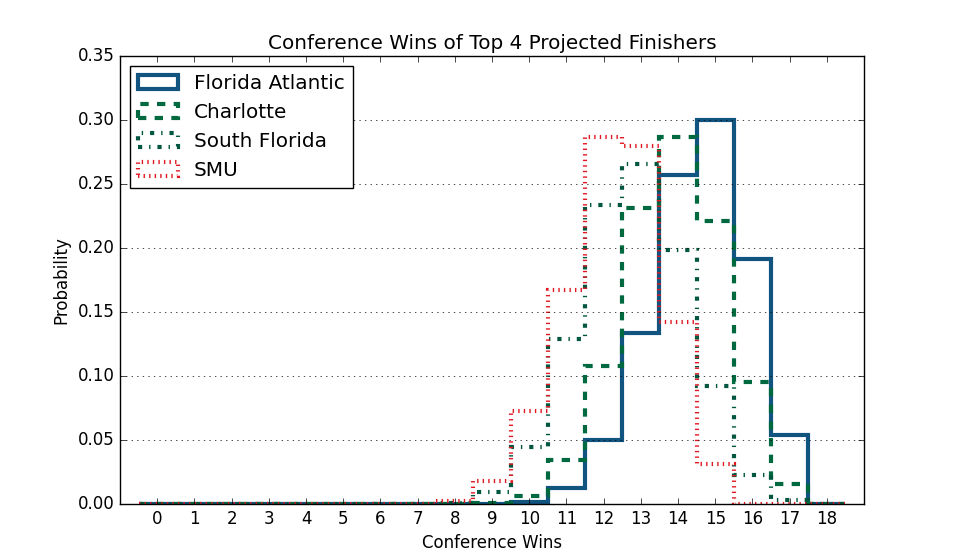 Conference Wins of Top 4 Projected Finishers
Florida Atlantic
Charlotte
South Florida
SMU
Probability
0.35
0.30
0.25
0.20
0.15
0.10
0.05
0.00
0 1 2 3 4 5 6 7 8 9 10 11 12 13 14 15 16 17 18
Conference Wins